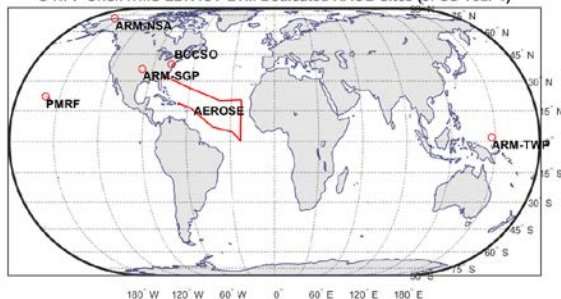 75° N
60° N
45° N
30° N
15° N
0°
15° S
30° S
45° S
60° S
75° S
ARM-NSA
BCCSO
ARM-SGP
PMRF
AEROSE
ARM-TWP
180° W
120° W
60° W
0°
60° E
120° E
180° E